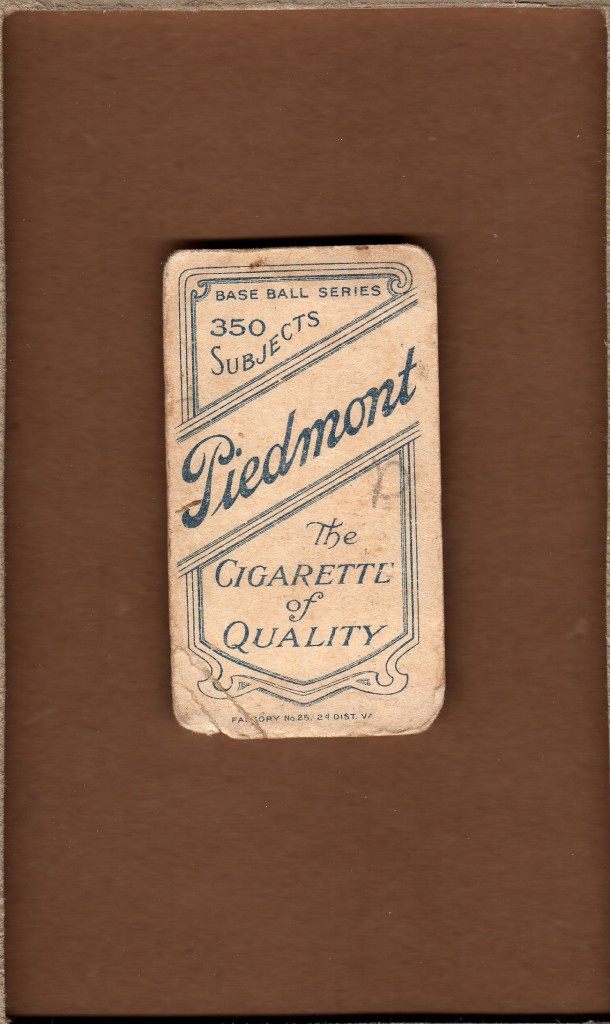 BASE BALL SERIES
350
SUBJECTS
Piedmont
The
CIGARETTE
of
QUALITY
FACTORY No. 25, 2d DIST. VA